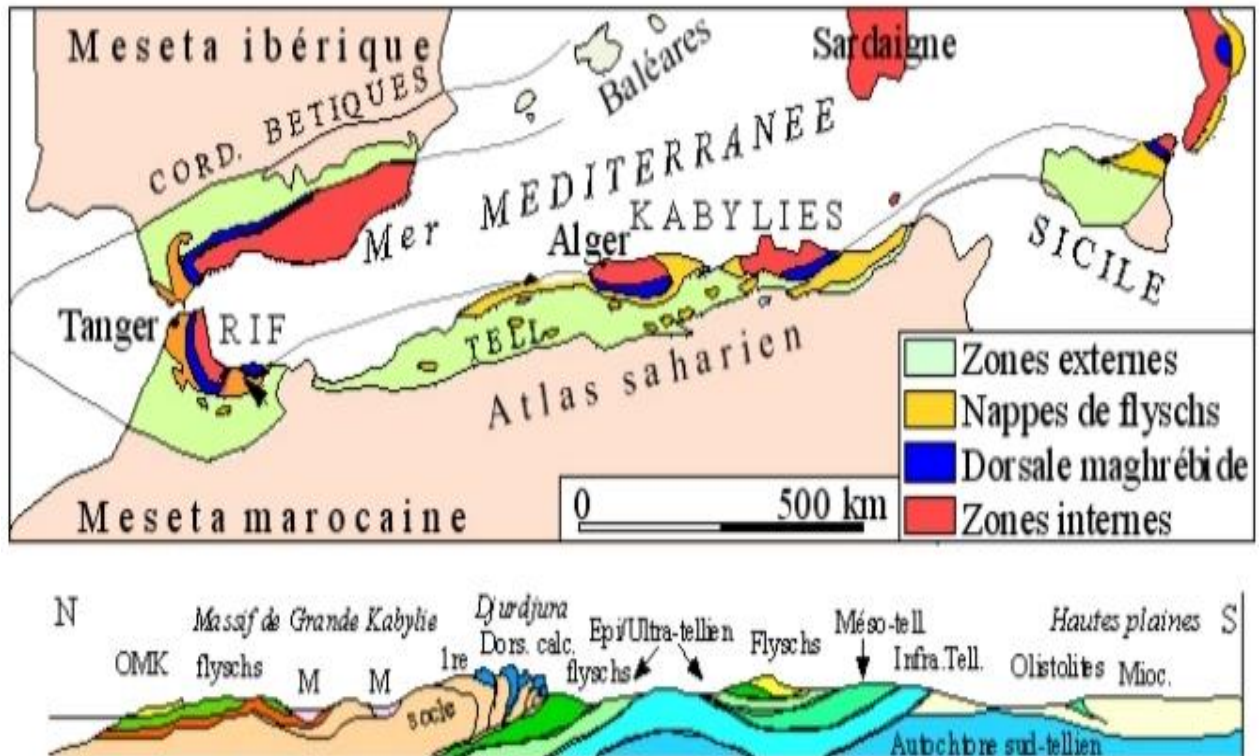 Meseta ibérique
Sardaigne
Baléares
CORD. BETIQUES
Mer MEDITERRANEE
Alger
KABYLIES
SICILE
Tanger
RIF
TELL
Atlas saharien
Zones externes
Nappes de flyschs
Dorsale maghrébide
Zones internes
0 500 km
Meseta marocaine
N
Massif de Grande Kabylie
Djurdjura
Epi/Ultra-tellien
Flyschs
Méso-tell.
Hautes plaines
S
OMK
flyschs
M
M
1re
Dors. calc.
flyschs
Infra.Tell.
Olistolites
Mioc.
socle
Autochtone sud-tellien